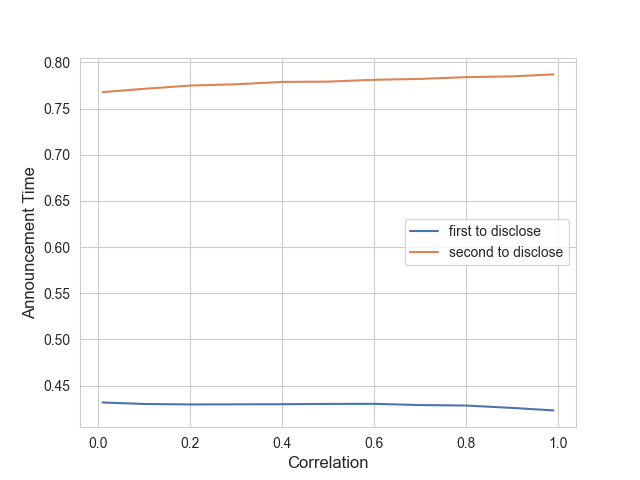 0.80
0.75
0.70
0.65
0.60
0.55
0.50
0.45
Announcement Time
first to disclose
second to disclose
0.0 0.2 0.4 0.6 0.8 1.0
Correlation